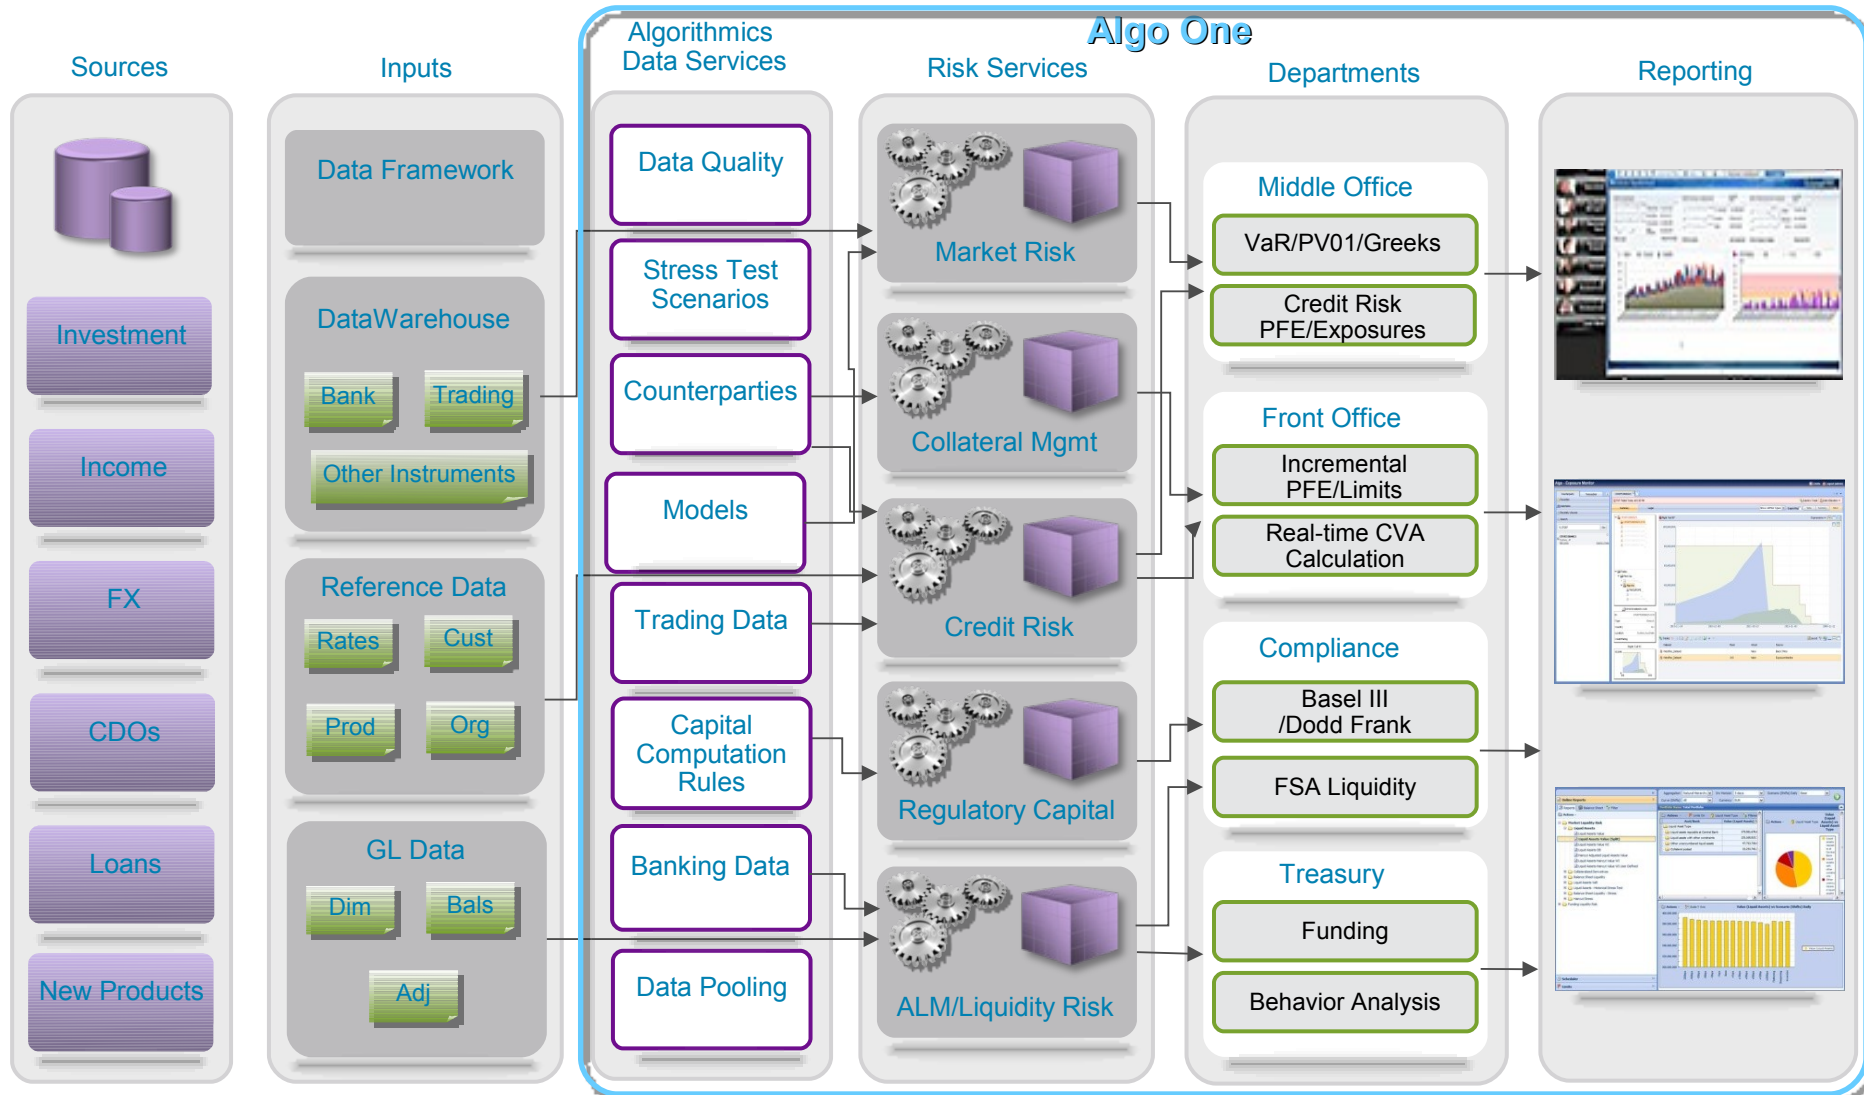 Algo One
Sources
Inputs
Algorithmics
Data Services
Risk Services
Departments
Reporting
Investment
Income
FX
CDOs
Loans
New Products
Data Framework
DataWarehouse
Bank
Trading
Other Instruments
Reference Data
Rates
Cust
Prod
Org
GL Data
Dim
Bals
Adj
Data Quality
Stress Test
Scenarios
Counterparties
Models
Trading Data
Capital
Computation
Rules
Banking Data
Data Pooling
Market Risk
Collateral Mgmt
Credit Risk
Regulatory Capital
ALM/Liquidity Risk
Middle Office
VaR/PV01/Greeks
Credit Risk
PFE/Exposures
Front Office
Incremental
PFE/Limits
Real-time CVA
Calculation
Compliance
Basel III
/Dodd Frank
FSA Liquidity
Treasury
Funding
Behavior Analysis